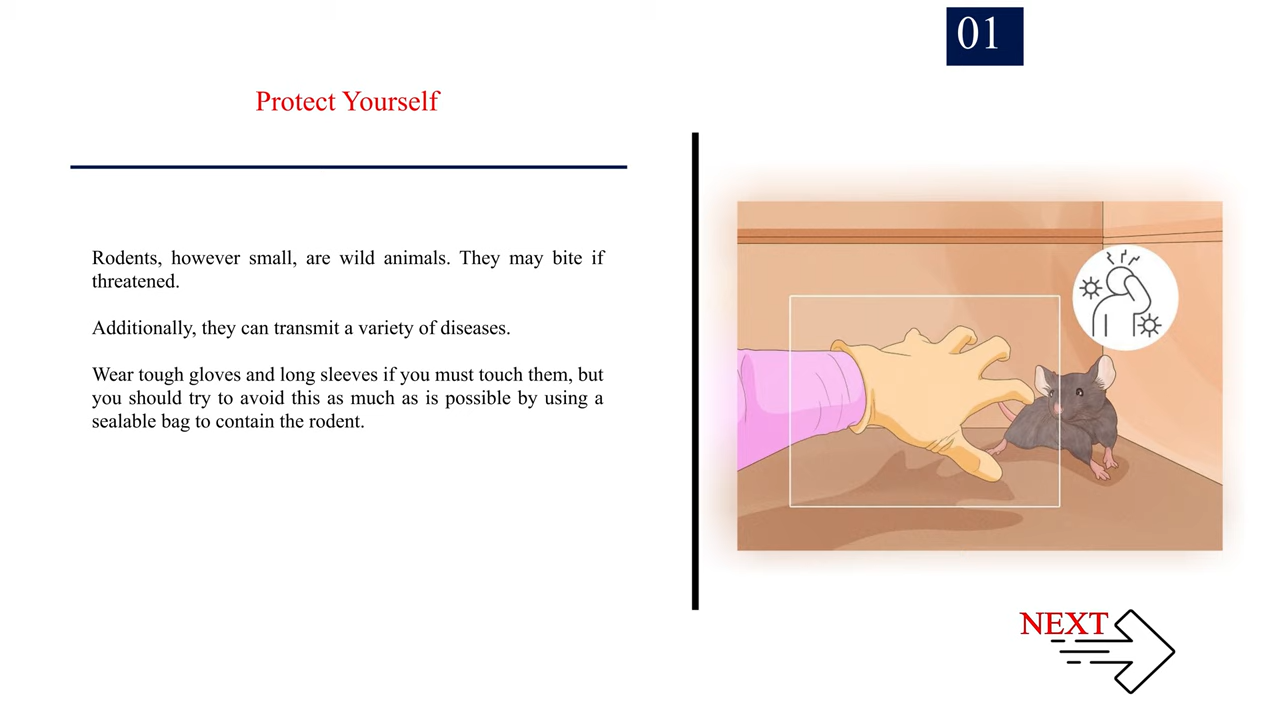 01
Protect Yourself
Rodents, however small, are wild animals. They may bite if
threatened.
Additionally, they can transmit a variety of diseases.
Wear tough gloves and long sleeves if you must touch them, but
you should try to avoid this as much as is possible by using a
sealable bag to contain the rodent.
NEXT